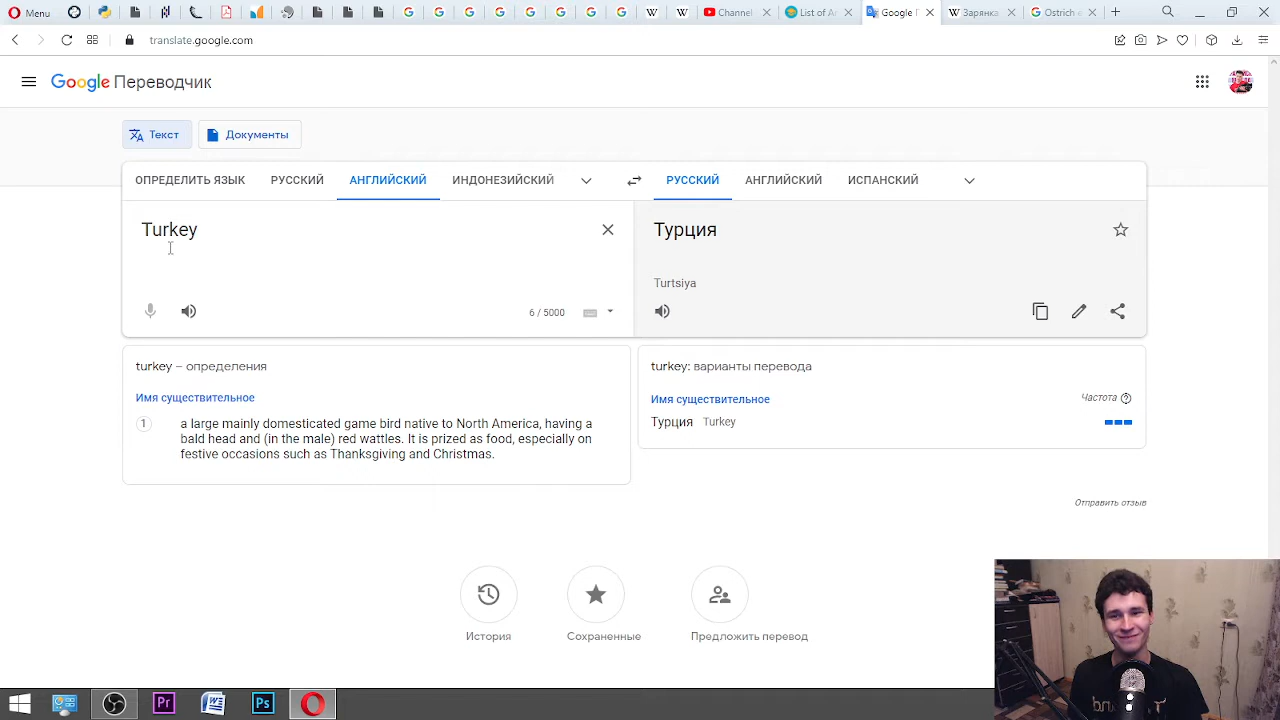 Menu
Channel
List of A
Google
Варянка
Ostrich e
translate.google.com
Google Переводчик
Текст
Документы
ОПРЕДЕЛИТЬ ЯЗЫК РУССКИЙ АНГЛИЙСКИЙ ИНДОНЕЗИЙСКИЙ
РУССКИЙ АНГЛИЙСКИЙ ИСПАНСКИЙ
Turkey
Турция
Turtsiya
6 / 5000
turkey – определения
Имя существительное
1
a large mainly domesticated game bird native to North America, having a
bald head and (in the male) red wattles. It is prized as food, especially on
festive occasions such as Thanksgiving and Christmas.
turkey: варианты перевода
Имя существительное
Частота
Турция Turkey
Отправить отзыв
История
Сохраненные
Предложить перевод
Pr
Ps